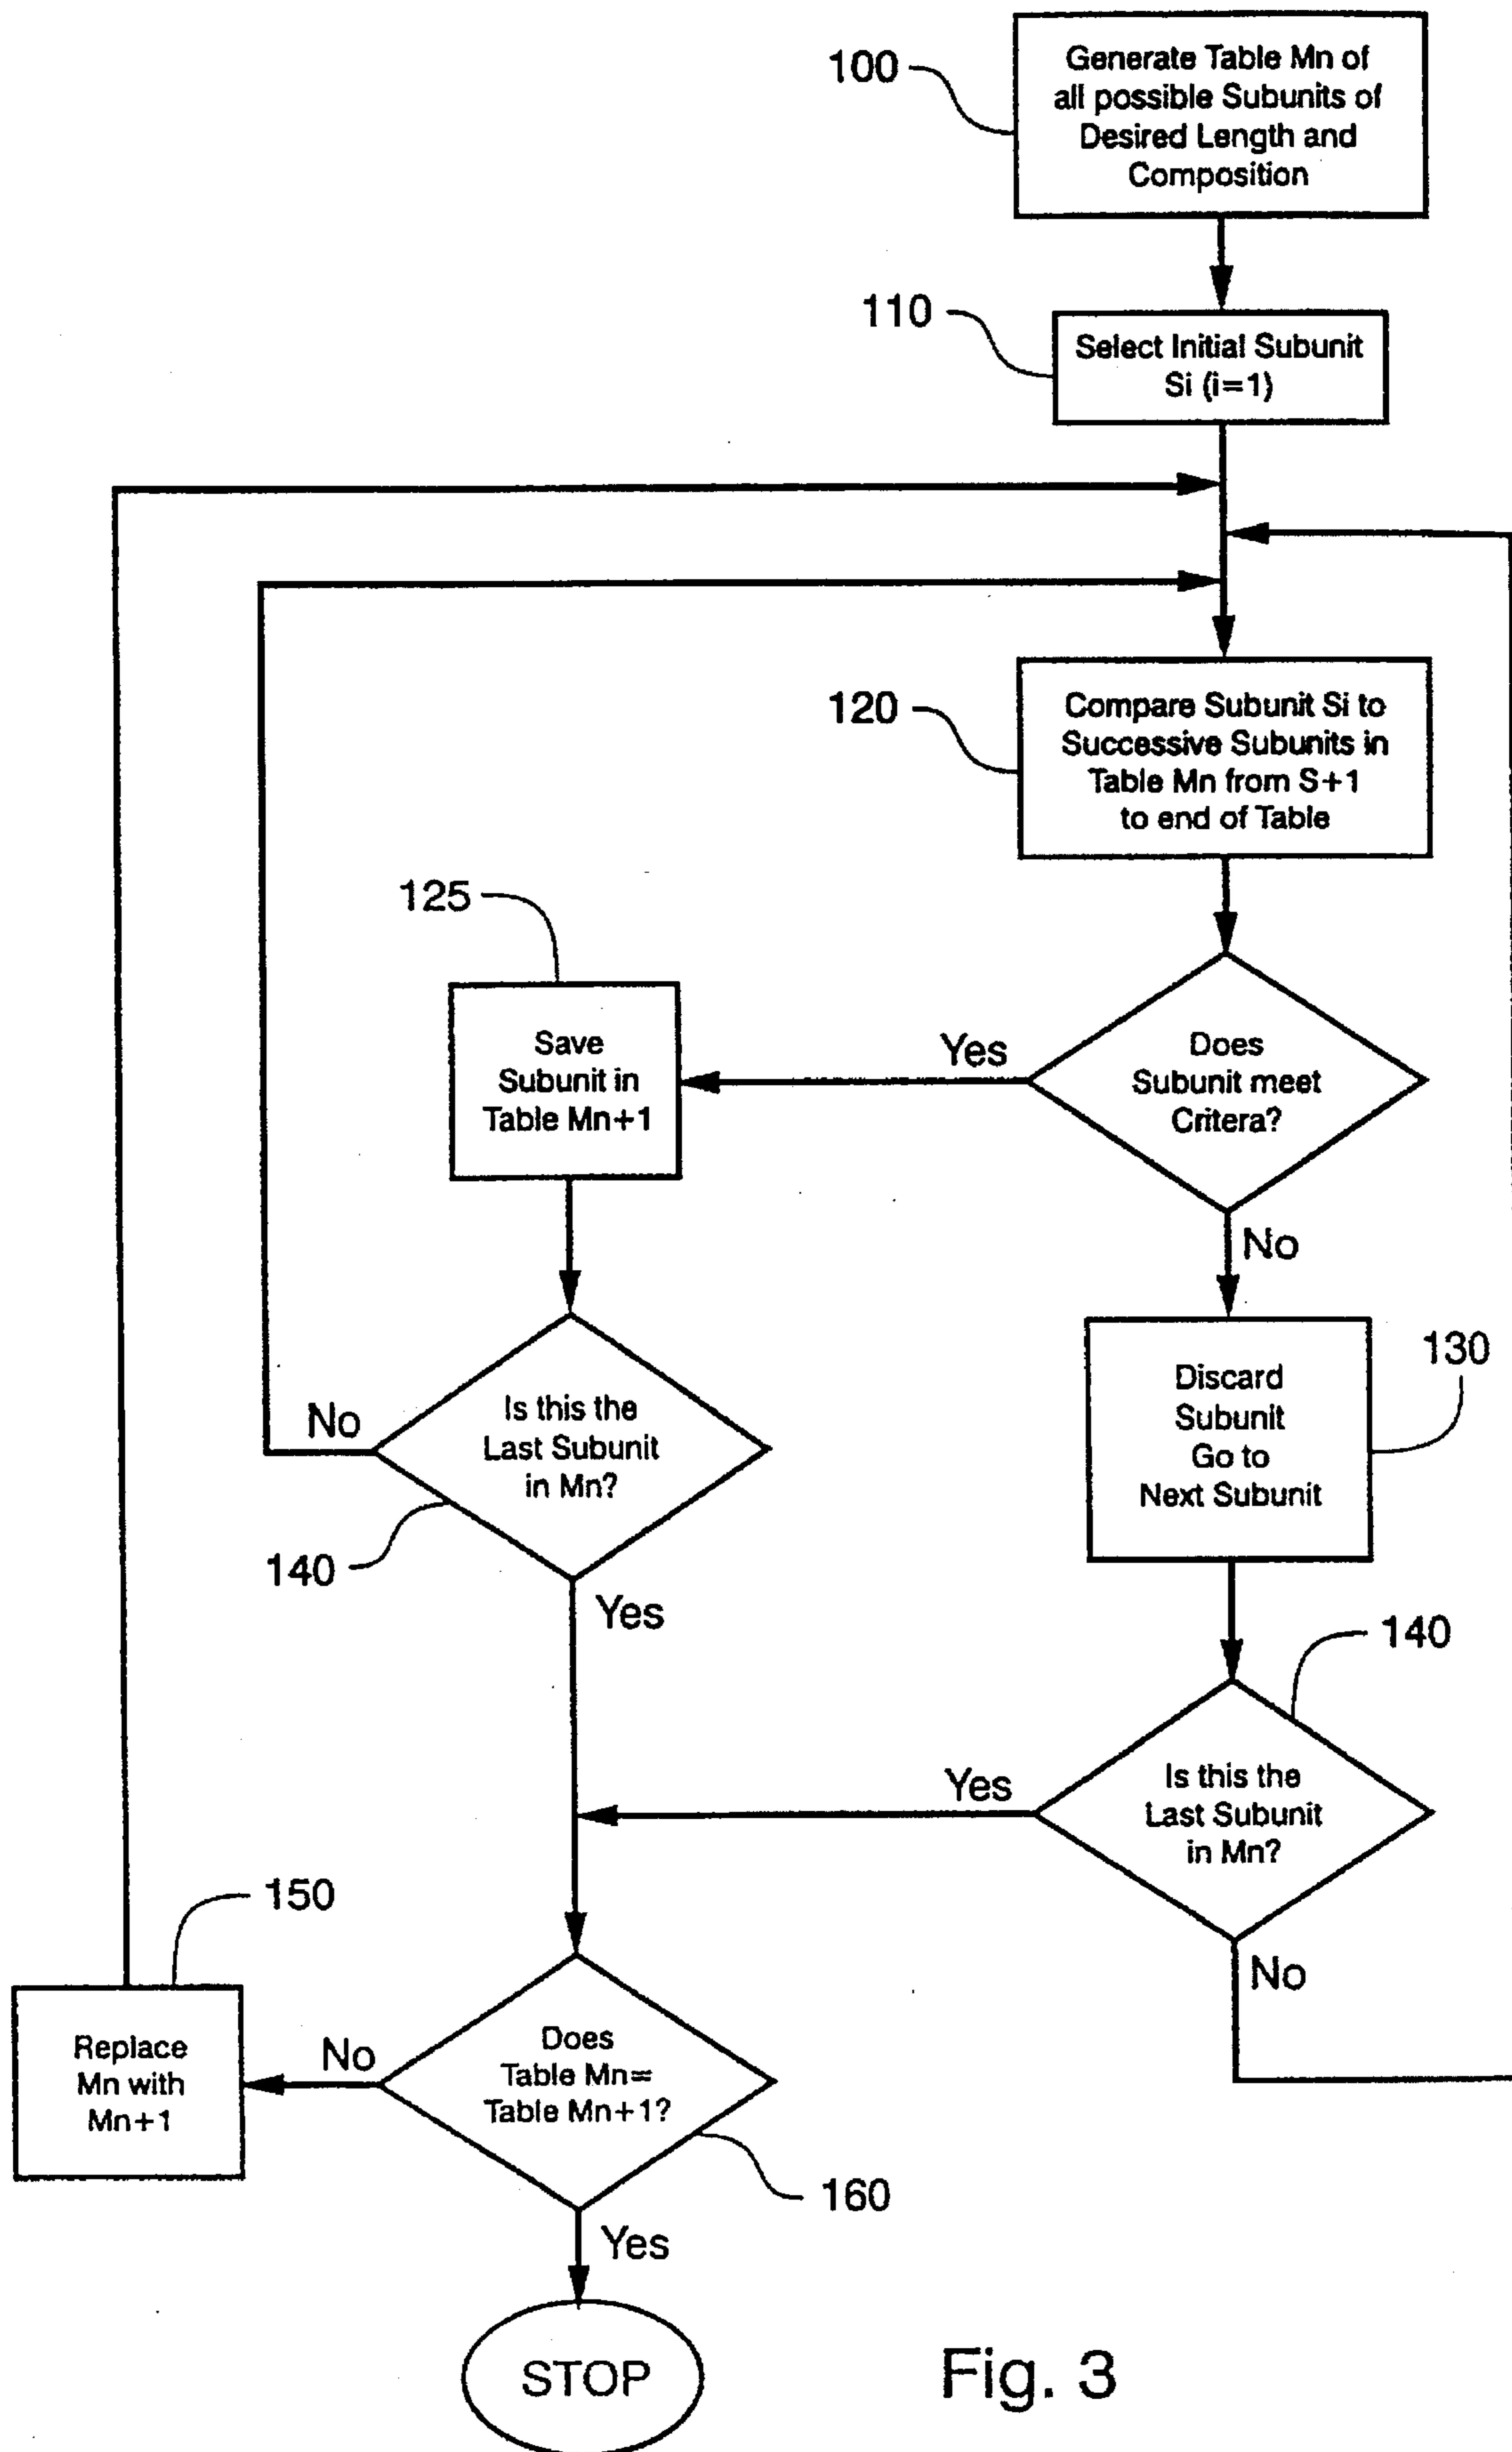 100
Generate Table Mn of
all possible Subunits of
Desired Length and
Composition
110
Select Initial Subunit
Si (i=1)
120
Compare Subunit Si to
Successive Subunits in
Table Mn from S+1
to end of Table
125
Save
Subunit in
Table Mn+1
Yes
Does
Subunit meet
Critera?
No
130
Discard
Subunit
Go to
Next Subunit
No
Is this the
Last Subunit
in Mn?
140
Yes
140
Yes
Is this the
Last Subunit
in Mn?
No
150
Replace
Mn with
Mn+1
No
Does
Table Mn=
Table Mn+1?
160
Yes
STOP
Fig. 3